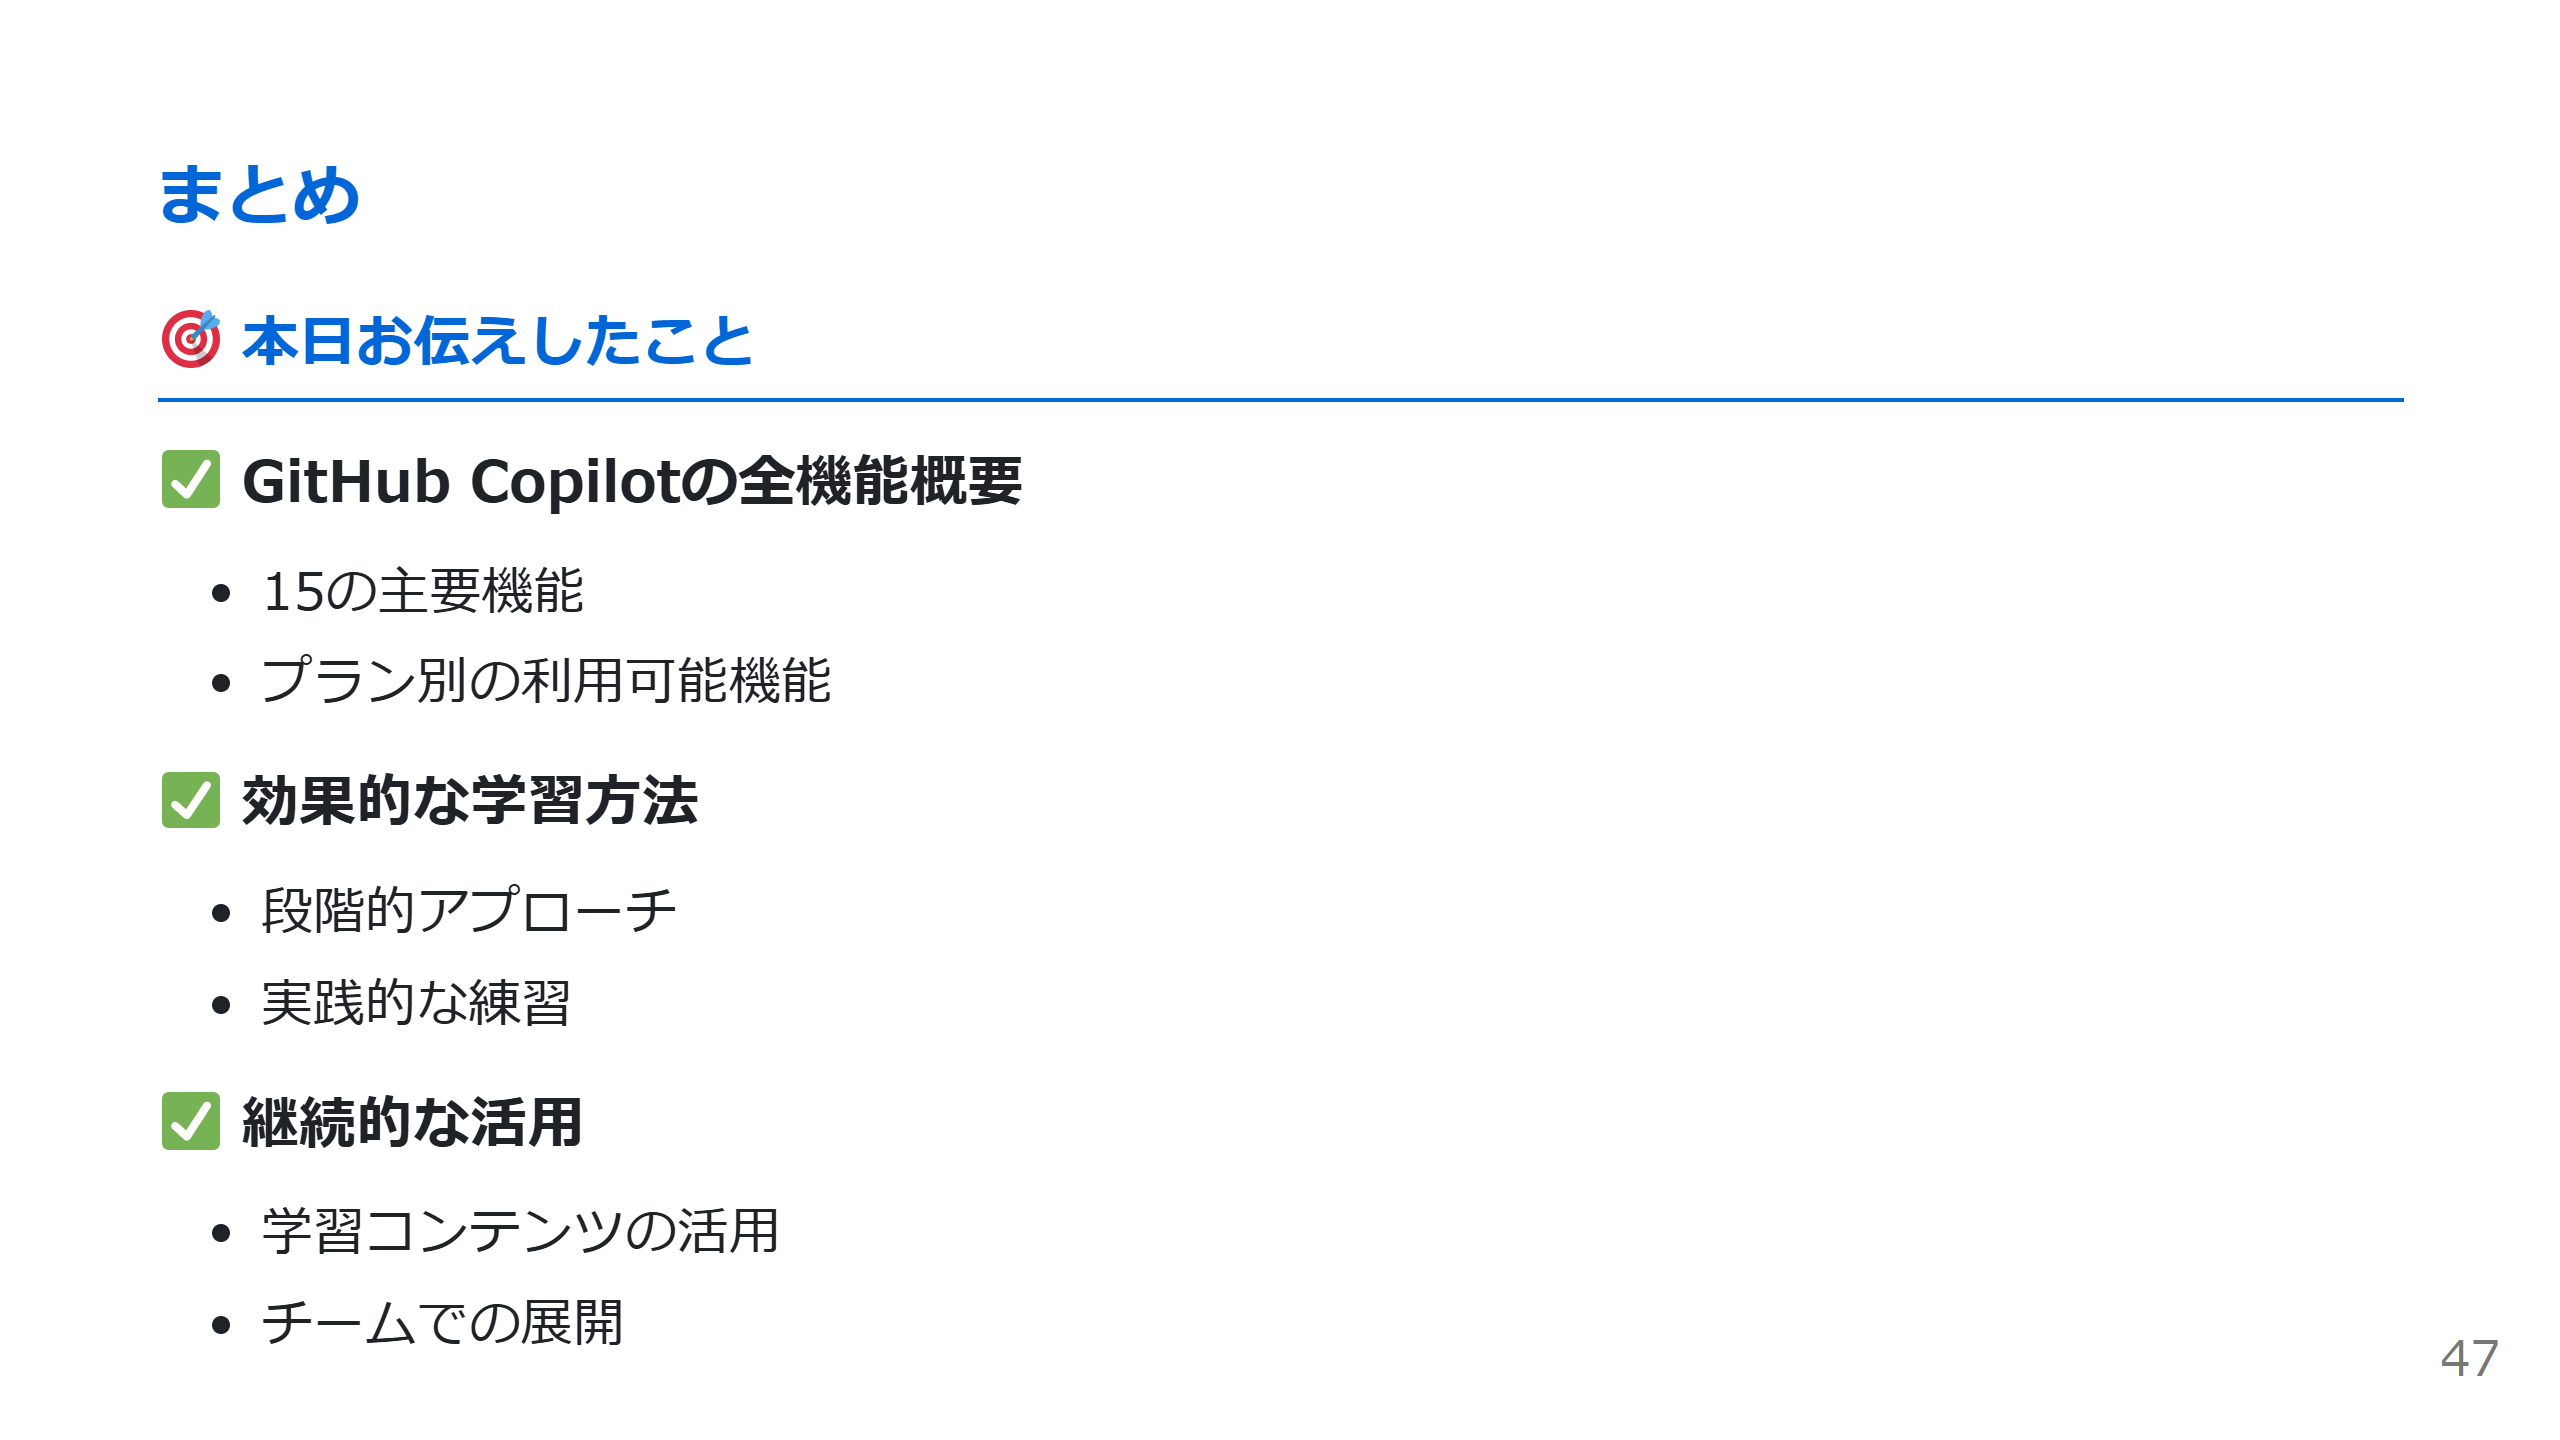 まとめ
🎯 本日お伝えしたこと
✅ GitHub Copilotの全機能概要
• 15の主要機能
• プラン別の利用可能機能
✅ 効果的な学習方法
• 段階的アプローチ
• 実践的な練習
✅ 継続的な活用
• 学習コンテンツの活用
• チームでの展開
47